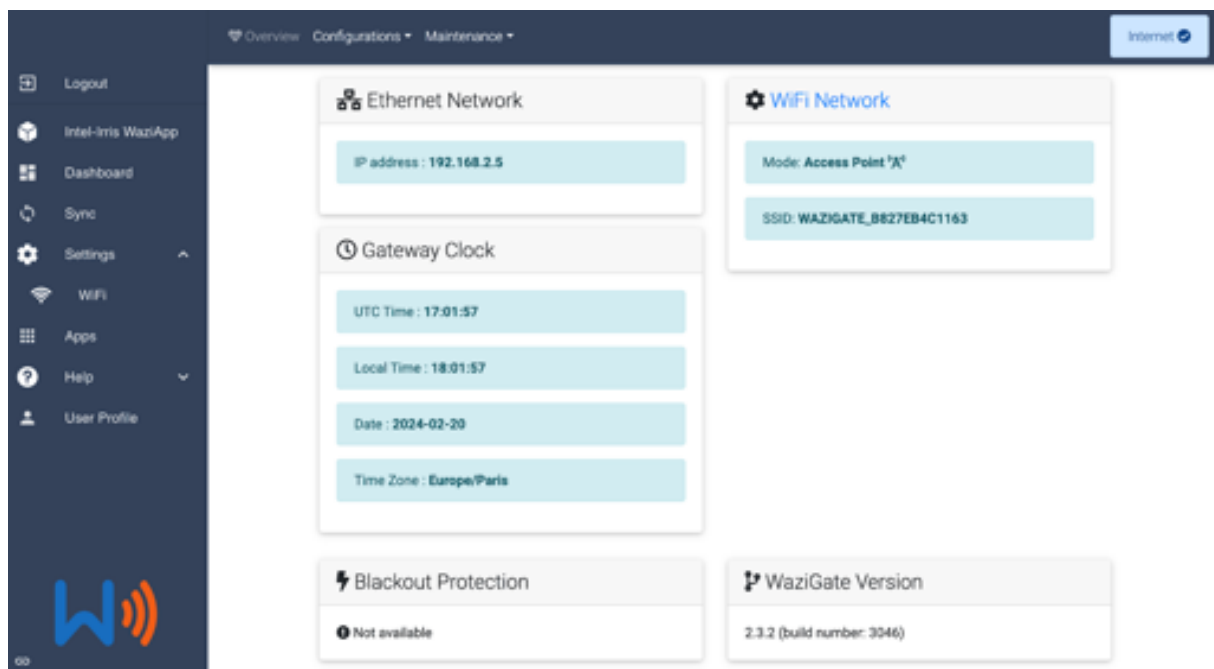 Overview Configurations Maintenance
Internet
Logout
Intel-Irris WaziApp
Dashboard
Sync
Settings
WiFi
Apps
Help
User Profile
Ethernet Network
IP address : 192.168.2.5
Gateway Clock
UTC Time : 17:01:57
Local Time : 18:01:57
Date : 2024-02-20
Time Zone : Europe/Paris
WiFi Network
Mode: Access Point
SSID: WAZIGATE_B827EB4C1163
Blackout Protection
Not available
WaziGate Version
2.3.2 (build number: 3046)